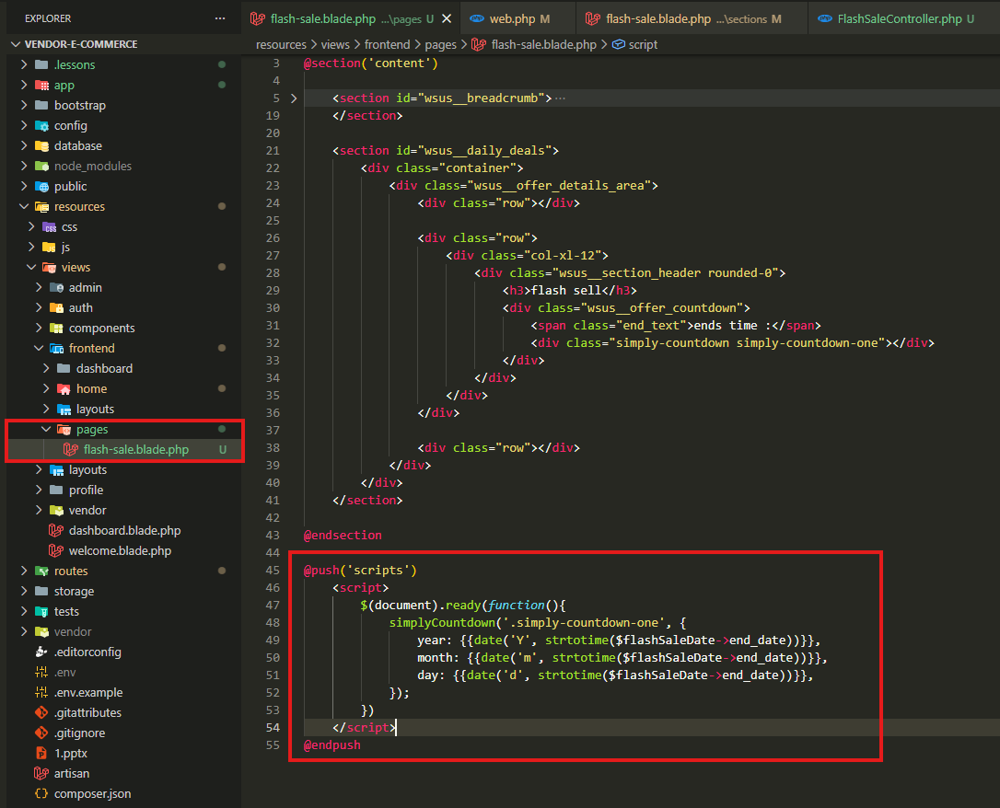 EXPLORER ···
VENDOR-E-COMMERCE
.lessons
app
bootstrap
config
database
node_modules
public
resources
css
js
views
admin
auth
components
frontend
dashboard
home
layouts
pages
flash-sale.blade.php U
layouts
profile
vendor
dashboard.blade.php
welcome.blade.php
routes
storage
tests
vendor
.editorconfig
.env
.env.example
.gitattributes
.gitignore
1.pptx
artisan
composer.json
flash-sale.blade.php ...\pages U × web.php M flash-sale.blade.php ...\sections M FlashSaleController.php U
resources > views > frontend > pages > flash-sale.blade.php > script
3 @section('content')
4
5 > <section id="wsus__breadcrumb"> ···
19 </section>
20
21 <section id="wsus__daily_deals">
22 <div class="container">
23 <div class="wsus__offer_details_area">
24 <div class="row"></div>
25
26 <div class="row">
27 <div class="col-xl-12">
28 <div class="wsus__section_header rounded-0">
29 <h3>flash sell</h3>
30 <div class="wsus__offer_countdown">
31 <span class="end_text">ends time :</span>
32 <div class="simply-countdown simply-countdown-one"></div>
33 </div>
34 </div>
35 </div>
36 </div>
37
38 <div class="row"></div>
39 </div>
40 </div>
41 </section>
42
43 @endsection
44
45 @push('scripts')
46 <script>
47 $(document).ready(function(){
48 simplyCountdown('.simply-countdown-one', {
49 year: {{date('Y', strtotime($flashSaleDate->end_date))}},
50 month: {{date('m', strtotime($flashSaleDate->end_date))}},
51 day: {{date('d', strtotime($flashSaleDate->end_date))}},
52 });
53 })
54 </script>
55 @endpush